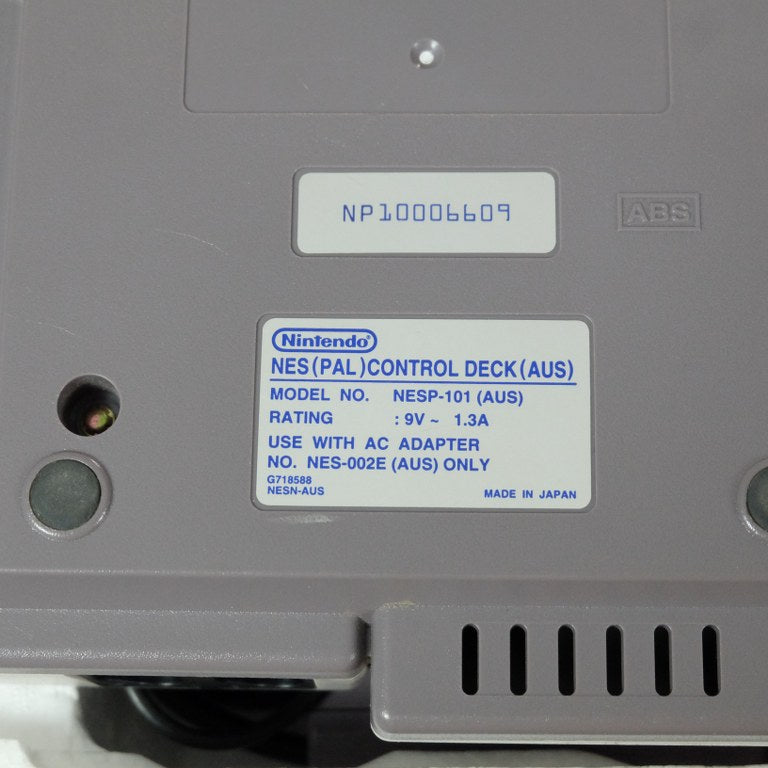 NP10006609
ABS
Nintendo®
NES(PAL)CONTROL DECK(AUS)
MODEL NO. NESP-101 (AUS)
RATING : 9V ~ 1.3A
USE WITH AC ADAPTER
NO. NES-002E (AUS) ONLY
G718588
NESN-AUS
MADE IN JAPAN